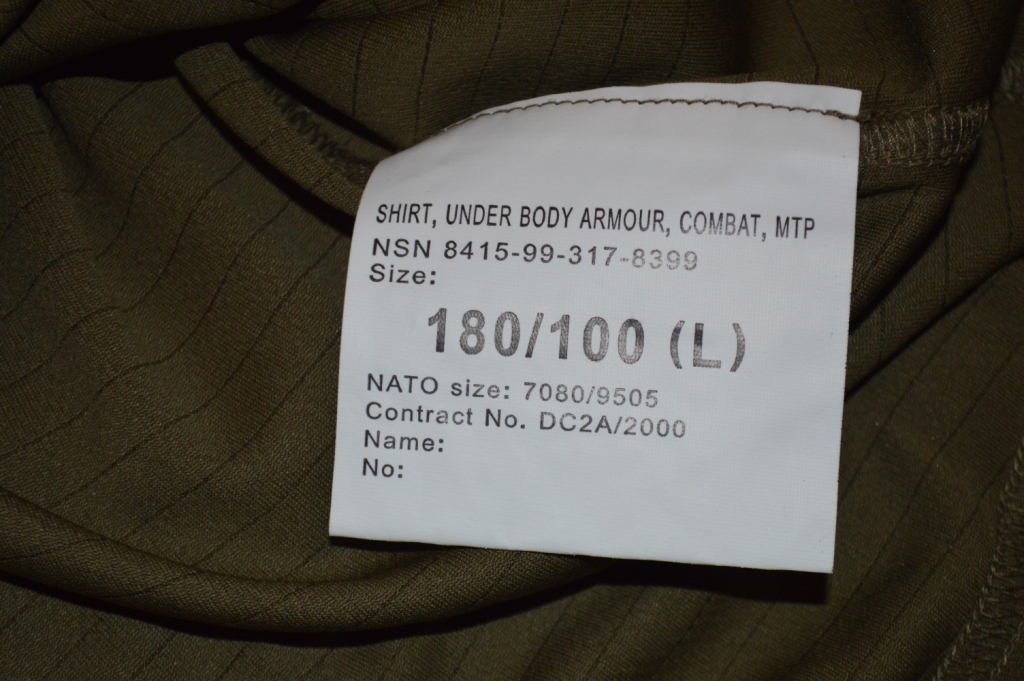 SHIRT, UNDER BODY ARMOUR, COMBAT, MTP
NSN 8415-99-317-8399
Size:
180/100 (L)
NATO size: 7080/9505
Contract No. DC2A/2000
Name:
No: